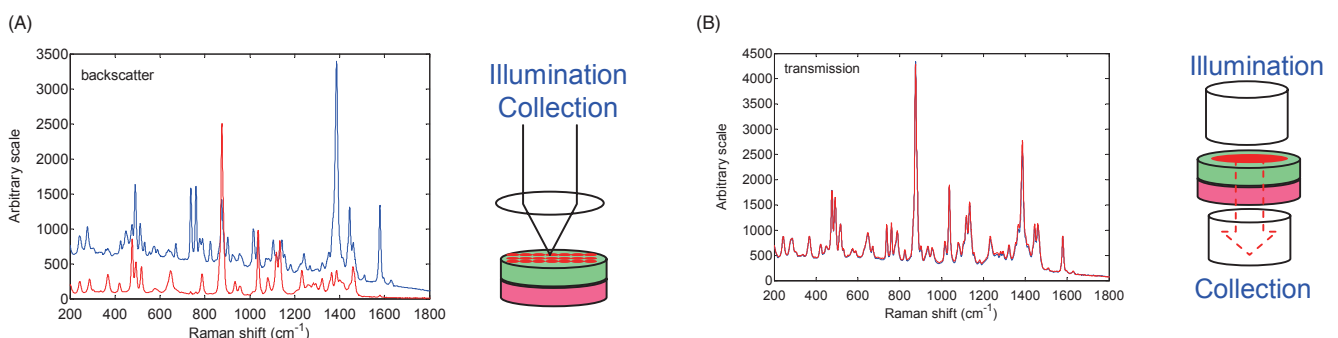 (A)
backscatter
Arbitrary scale
3500
3000
2500
2000
1500
1000
500
0
200 400 600 800 1000 1200 1400 1600 1800
Raman shift (cm⁻¹)
Illumination
Collection
(B)
transmission
Arbitrary scale
4500
4000
3500
3000
2500
2000
1500
1000
500
0
200 400 600 800 1000 1200 1400 1600 1800
Raman shift (cm⁻¹)
Illumination
Collection